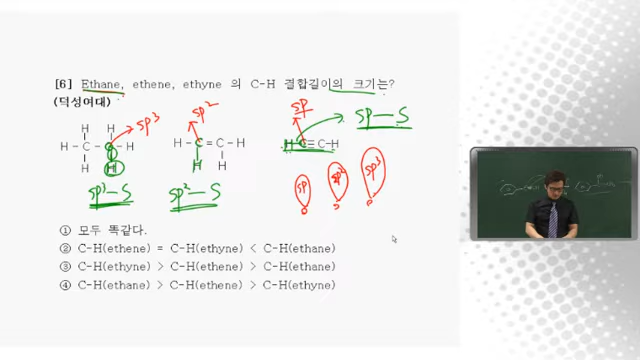 [6] Ethane, ethene, ethyne 의 C-H 결합길이의 크기는?
(덕성여대)
sp3
sp2
sp
sp-s
H H
H-C-C-H
H H
H-C=C-H
H H
H-C≡C-H
sp3-s
sp2-s
sp
sp2
sp3
① 모두 똑같다.
② C-H(ethene) = C-H(ethyne) < C-H(ethane)
③ C-H(ethyne) > C-H(ethene) > C-H(ethane)
④ C-H(ethane) > C-H(ethene) > C-H(ethyne)